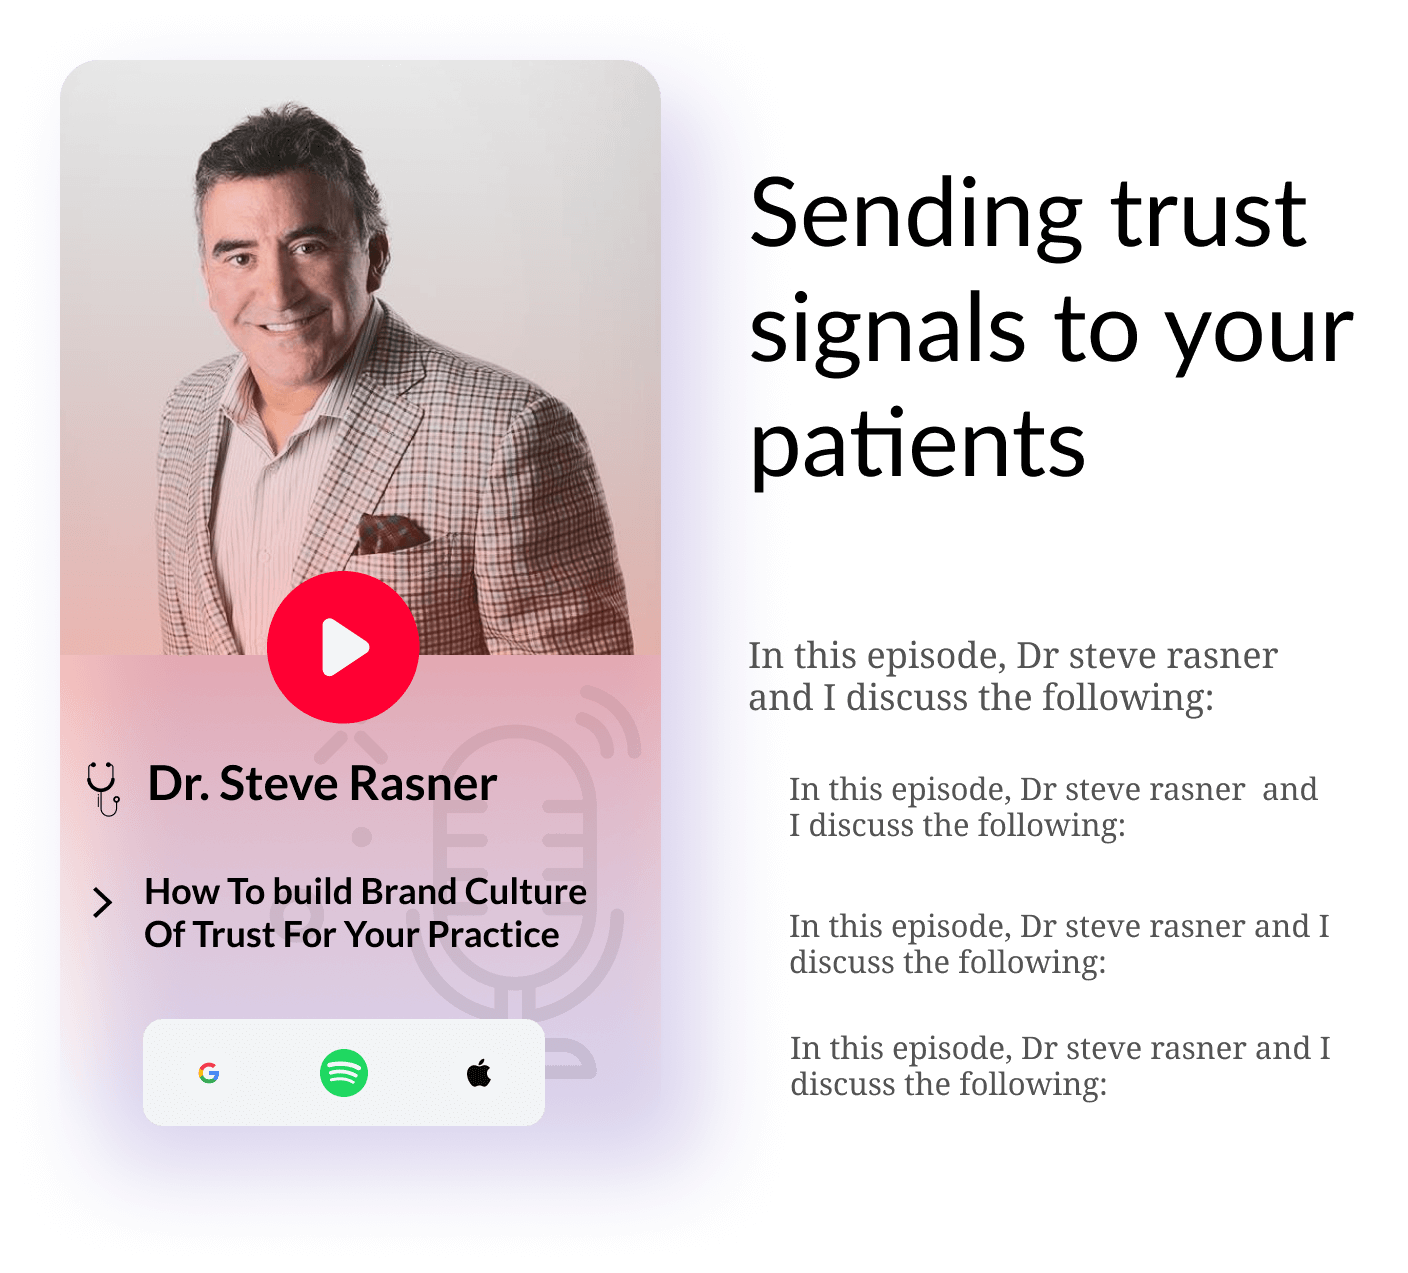 Sending trust
signals to your
patients
Dr. Steve Rasner
How To build Brand Culture
Of Trust For Your Practice
In this episode, Dr steve rasner
and I discuss the following:
In this episode, Dr steve rasner  and
I discuss the following:
In this episode, Dr steve rasner and I
discuss the following:
In this episode, Dr steve rasner and I
discuss the following: